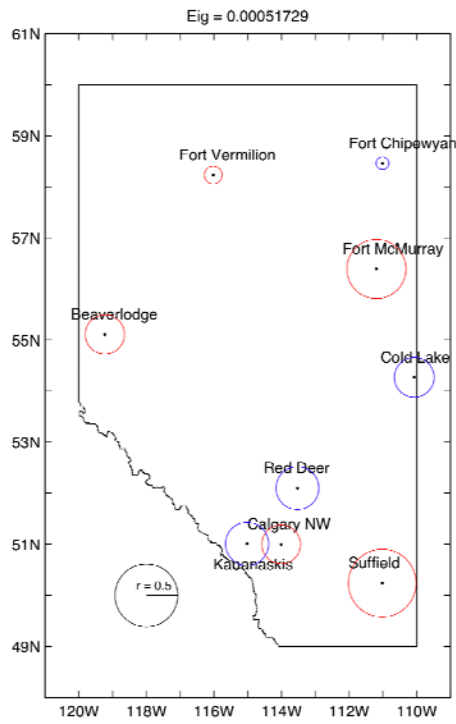 Eig = 0.00051729
61N
59N
57N
55N
53N
51N
49N
Fort Chipewyan
Fort Vermilion
Fort McMurray
Beaverlodge
Cold Lake
Red Deer
Calgary NW
Kananaskis
Suffield
r = 0.5
120W 118W 116W 114W 112W 110W